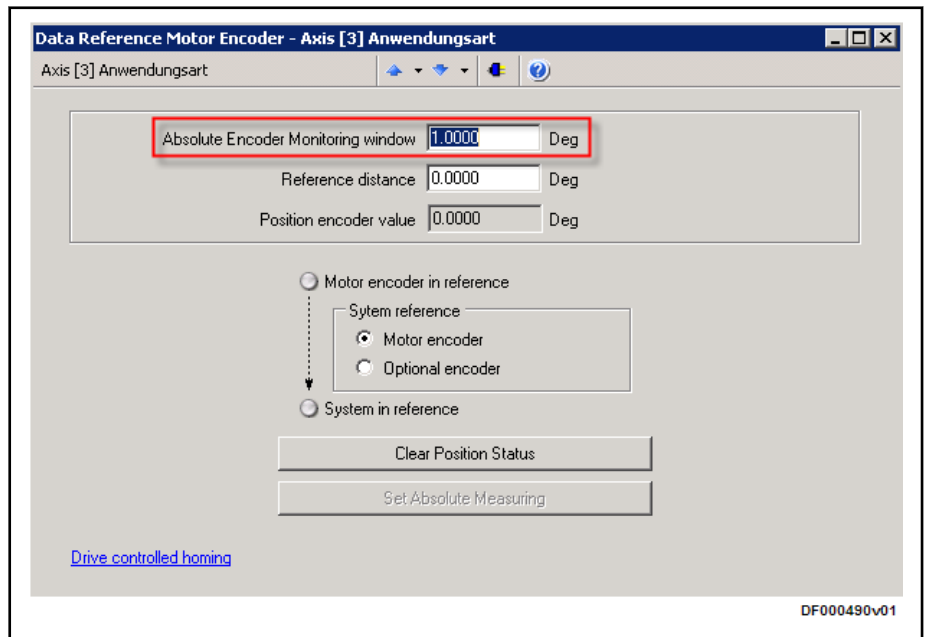 Data Reference Motor Encoder - Axis [3] Anwendungsart
Axis [3] Anwendungsart
Absolute Encoder Monitoring window 1.0000 Deg
Reference distance 0.0000 Deg
Position encoder value 0.0000 Deg
Motor encoder in reference
Sytem reference
Motor encoder
Optional encoder
System in reference
Clear Position Status
Set Absolute Measuring
Drive controlled homing
DF000490v01